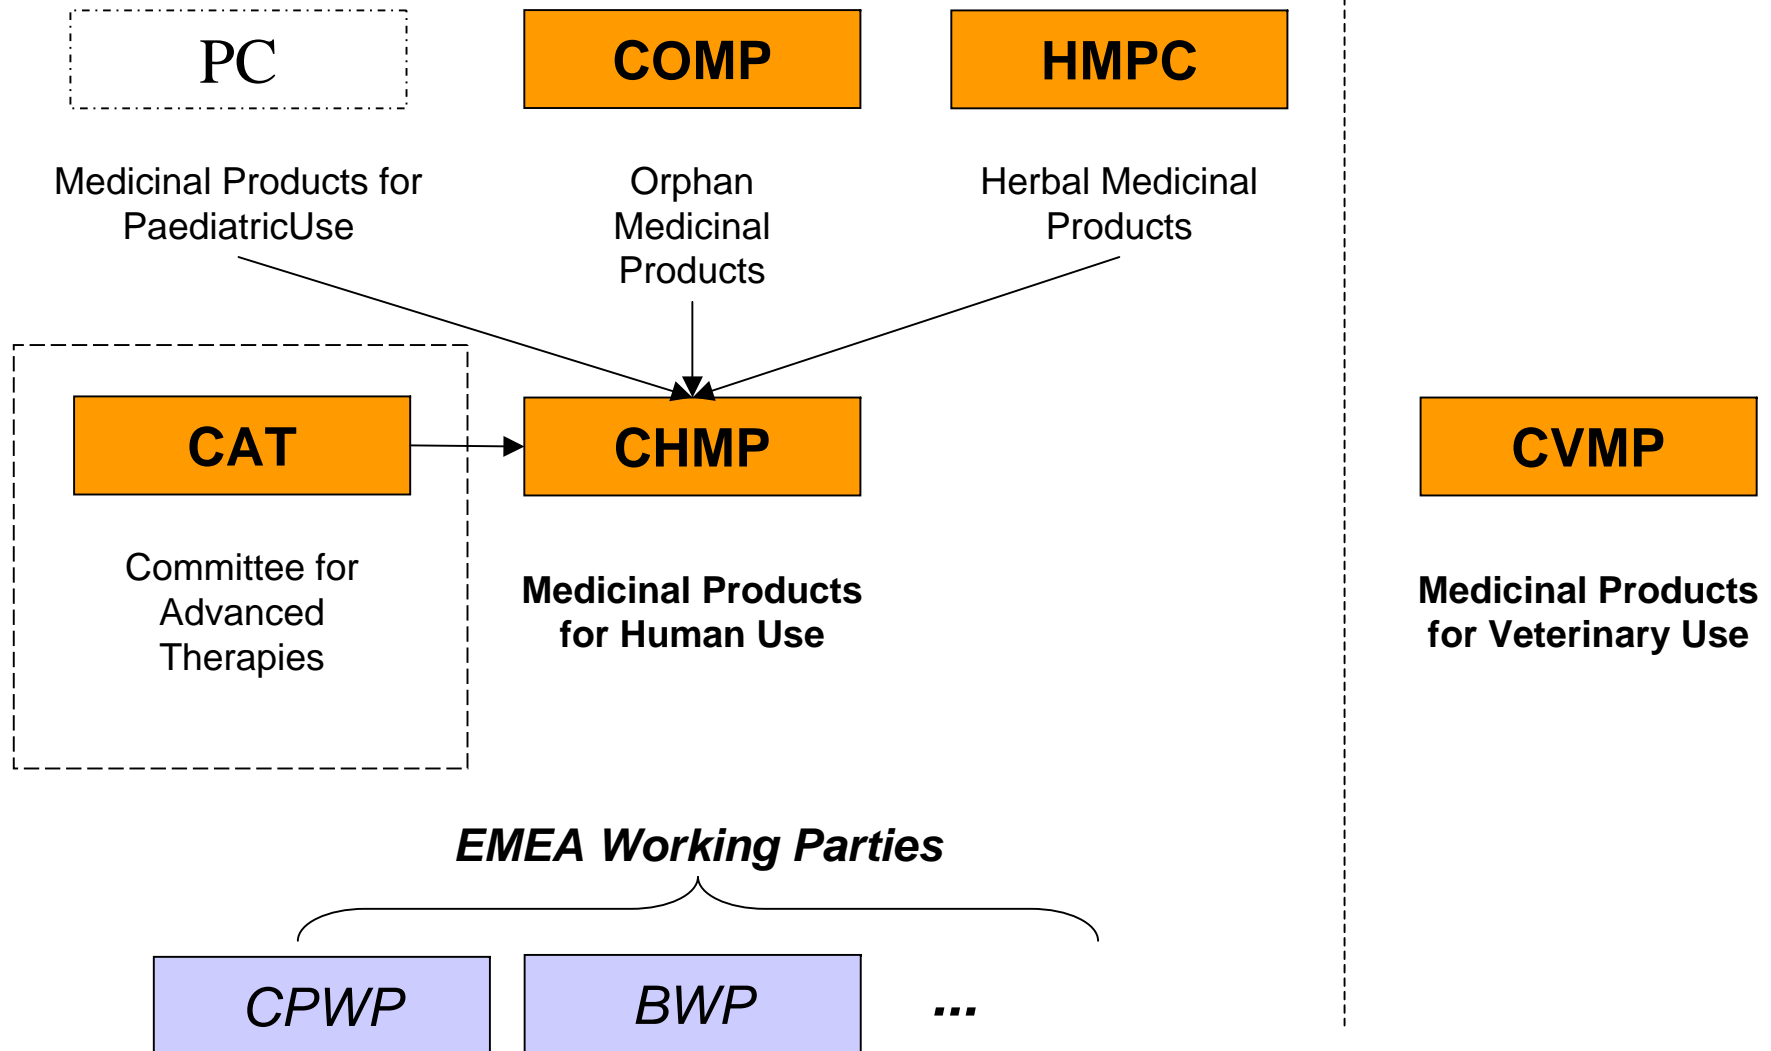 PC
COMP
HMPC
Medicinal Products for
PaediatricUse
Orphan
Medicinal
Products
Herbal Medicinal
Products
CAT
CHMP
CVMP
Committee for
Advanced
Therapies
Medicinal Products
for Human Use
Medicinal Products
for Veterinary Use
EMEA Working Parties
CPWP
BWP
...